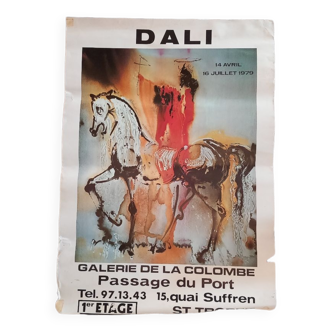 DALI
14 AVRIL
15 JUILLET 1979
GALERIE DE LA COLOMBE
Passage du Port
Tel. 97.13.43 15, quai Suffren
1er ETAGE ST